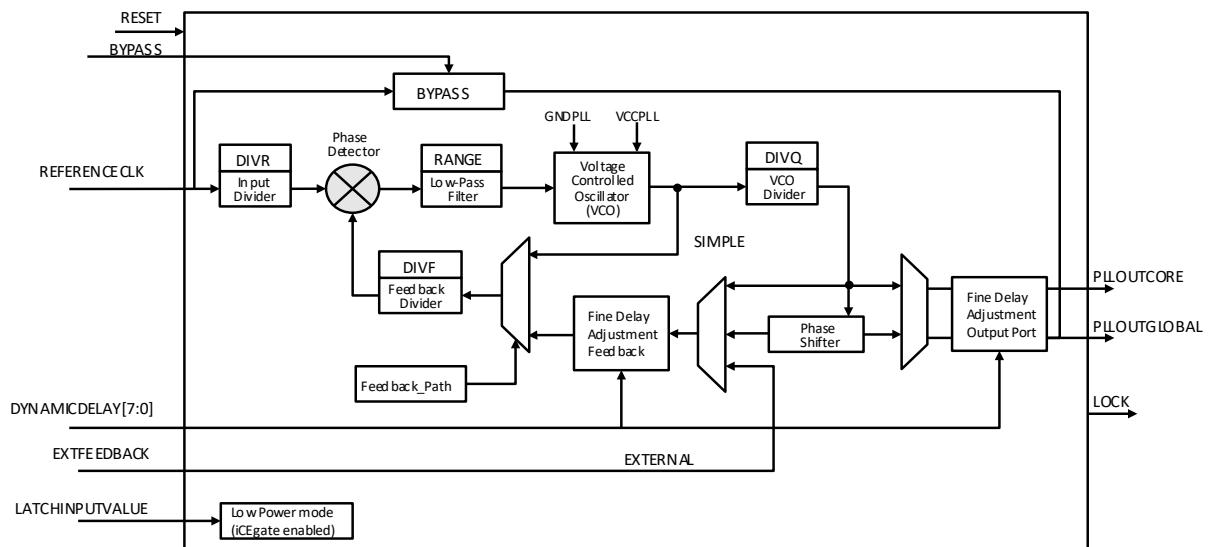 RESET
BYPASS
BYPASS
GNDPLL
VCCPLL
Phase
Detector
DIVR
RANGE
DIVQ
REFERENCECLK
Input
Divider
Low-Pass
Filter
Voltage
Controlled
Oscillator
(VCO)
VCO
Divider
SIMPLE
DIVF
Feedback
Divider
Fine Delay
Adjustment
Feedback
Phase
Shifter
Fine Delay
Adjustment
Output Port
PLLOUTCORE
PLLOUTGLOBAL
Feedback_Path
DYNAMICDELAY[7:0]
LOCK
EXTFEEDBACK
EXTERNAL
LATCHINPUTVALUE
Low Power mode
(iCEgate enabled)